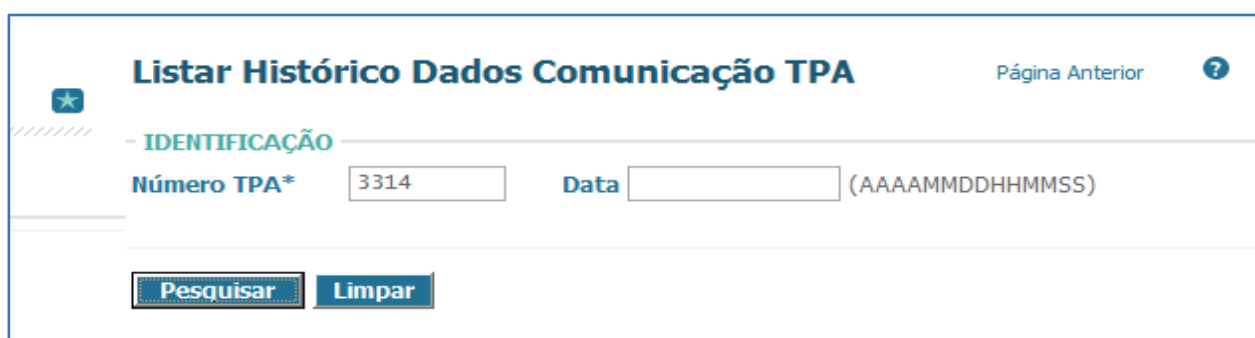 Listar Histórico Dados Comunicação TPA Página Anterior ?
IDENTIFICAÇÃO
Número TPA* 3314 Data (AAAAMMDDHHMMSS)
Pesquisar Limpar